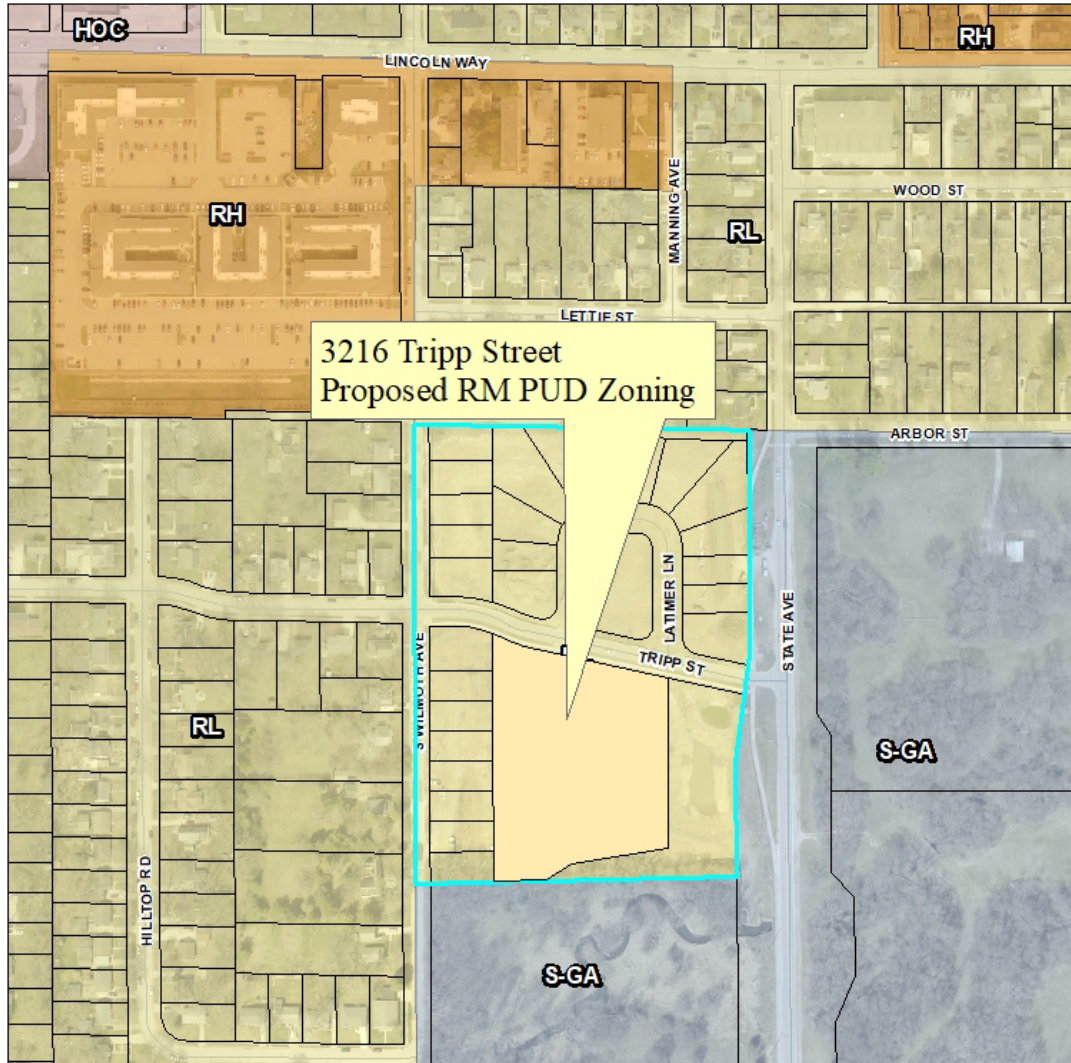 HOC
RH
LINCOLN WAY
WOOD ST
RH
MANNING AVE
RL
LETTIE ST
3216 Tripp Street
Proposed RM PUD Zoning
ARBOR ST
LATIMER LN
S WILMOTH AVE
TRIPP ST
STATE AVE
RL
S-GA
HILLTOP RD
S-GA